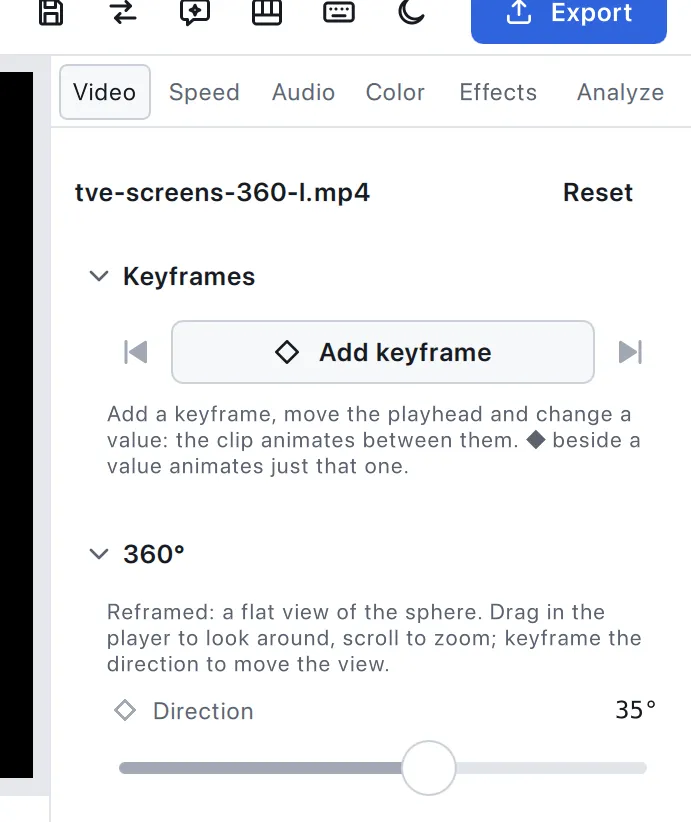 Export
Video Speed Audio Color Effects Analyze
tve-screens-360-l.mp4 Reset
Keyframes
Add keyframe
Add a keyframe, move the playhead and change a
value: the clip animates between them. ◆ beside a
value animates just that one.
360°
Reframed: a flat view of the sphere. Drag in the
player to look around, scroll to zoom; keyframe the
direction to move the view.
Direction 35°